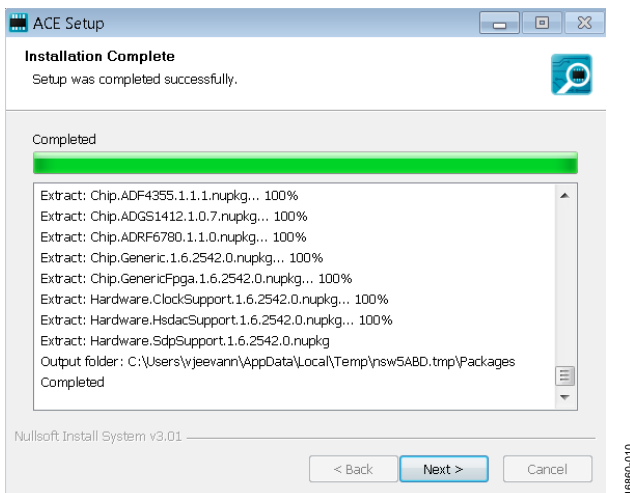 ACE Setup
Installation Complete
Setup was completed successfully.
Completed
Extract: Chip.ADF4355.1.1.1.nupkg... 100%
Extract: Chip.ADGS1412.1.0.7.nupkg... 100%
Extract: Chip.ADRF6780.1.1.0.nupkg... 100%
Extract: Chip.Generic.1.6.2542.0.nupkg... 100%
Extract: Chip.GenericFpga.1.6.2542.0.nupkg... 100%
Extract: Hardware.ClockSupport.1.6.2542.0.nupkg... 100%
Extract: Hardware.HsdacSupport.1.6.2542.0.nupkg... 100%
Extract: Hardware.SdpSupport.1.6.2542.0.nupkg
Output folder: C:\Users\vjeevann\AppData\Local\Temp\nsw5ABD.tmp\Packages
Completed
Nullsoft Install System v3.01
< Back
Next >
Cancel